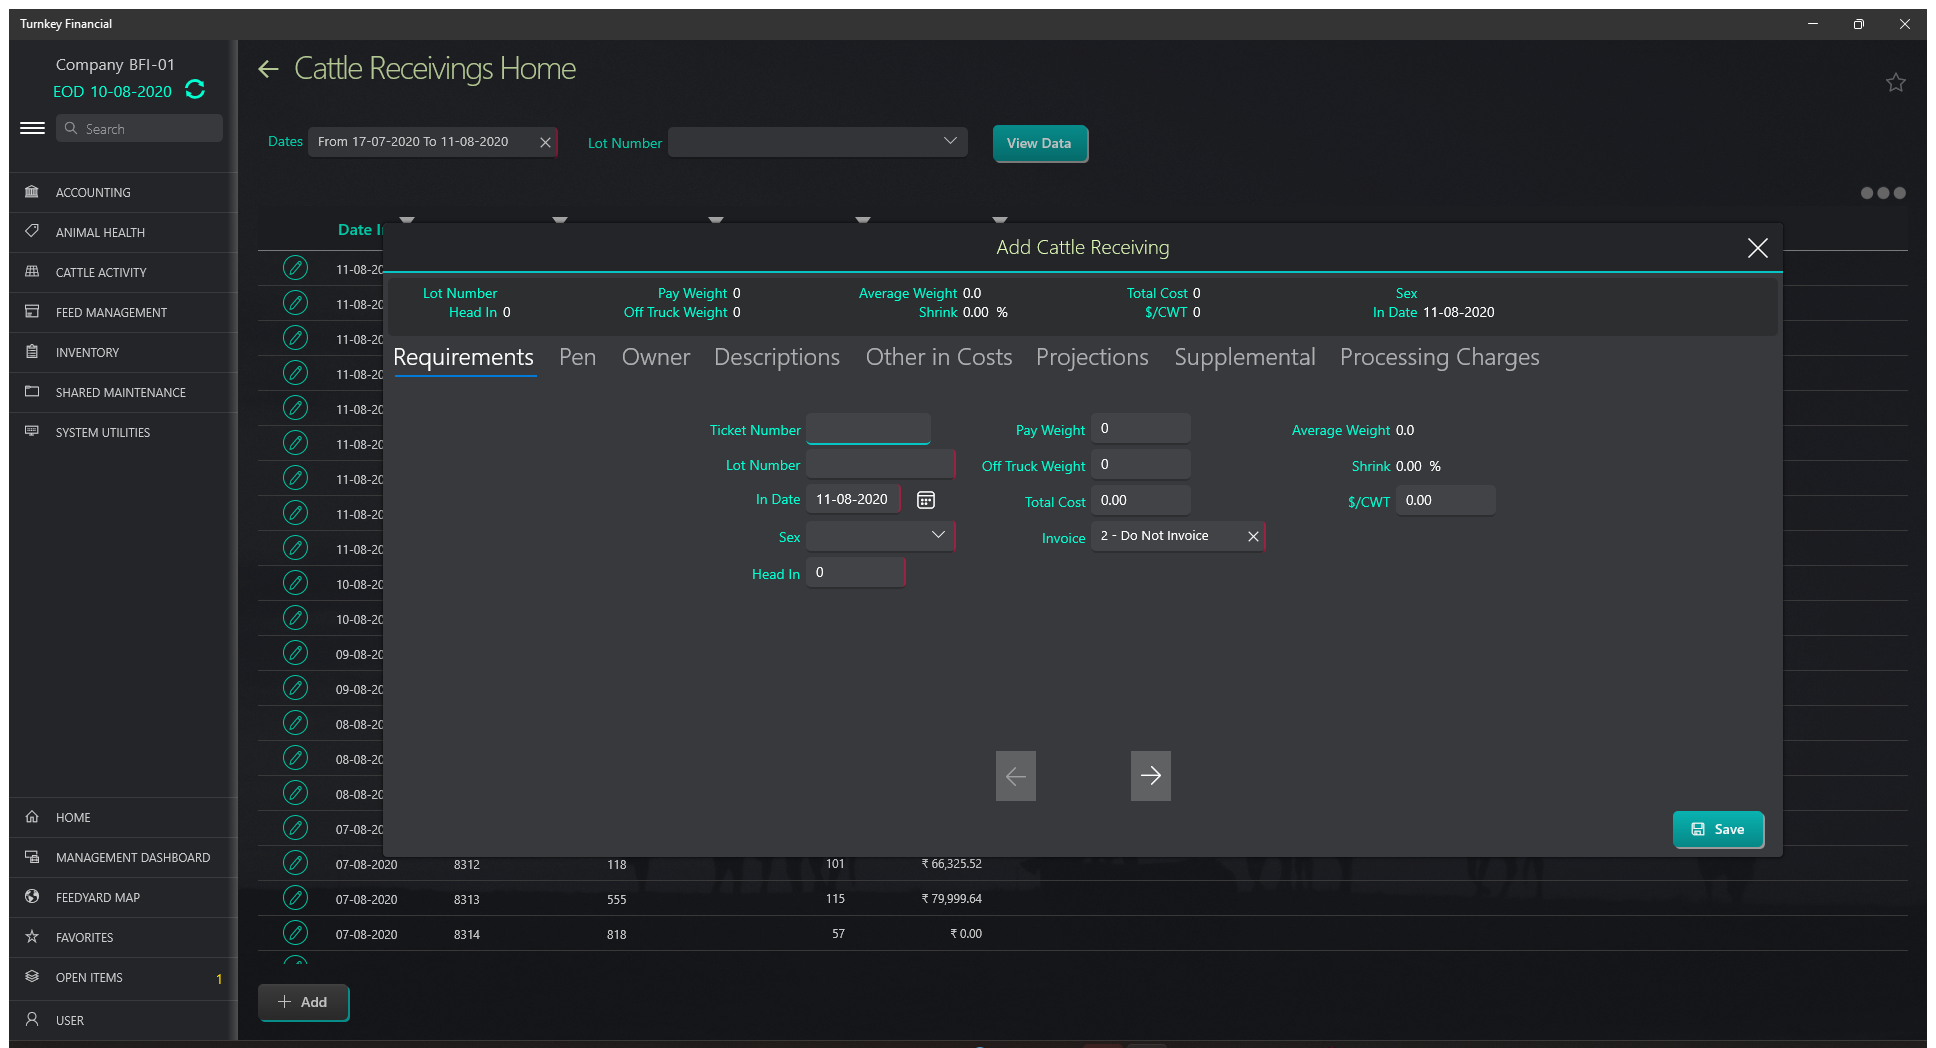 Turnkey Financial
Company BFI-01
EOD 10-08-2020
Search
ACCOUNTING
ANIMAL HEALTH
CATTLE ACTIVITY
FEED MANAGEMENT
INVENTORY
SHARED MAINTENANCE
SYSTEM UTILITIES
HOME
MANAGEMENT DASHBOARD
FEEDYARD MAP
FAVORITES
OPEN ITEMS 1
USER
Cattle Receivings Home
Dates From 17-07-2020 To 11-08-2020 Lot Number View Data
Date I
11-08-20
11-08-20
11-08-20
11-08-20
11-08-20
11-08-20
11-08-20
11-08-20
11-08-20
10-08-20
10-08-20
09-08-20
09-08-20
08-08-20
08-08-20
08-08-20
07-08-20
07-08-2020 8312 118 101 ₹ 66,325.52
07-08-2020 8313 555 115 ₹ 79,999.64
07-08-2020 8314 818 57 ₹ 0.00
Add
Add Cattle Receiving
Lot Number Pay Weight 0 Average Weight 0.0 Total Cost 0 Sex
Head In 0 Off Truck Weight 0 Shrink 0.00 % $/CWT 0 In Date 11-08-2020
Requirements Pen Owner Descriptions Other in Costs Projections Supplemental Processing Charges
Ticket Number Pay Weight 0 Average Weight 0.0
Lot Number Off Truck Weight 0 Shrink 0.00 %
In Date 11-08-2020 Total Cost 0.00 $/CWT 0.00
Sex Invoice 2 - Do Not Invoice
Head In 0
Save